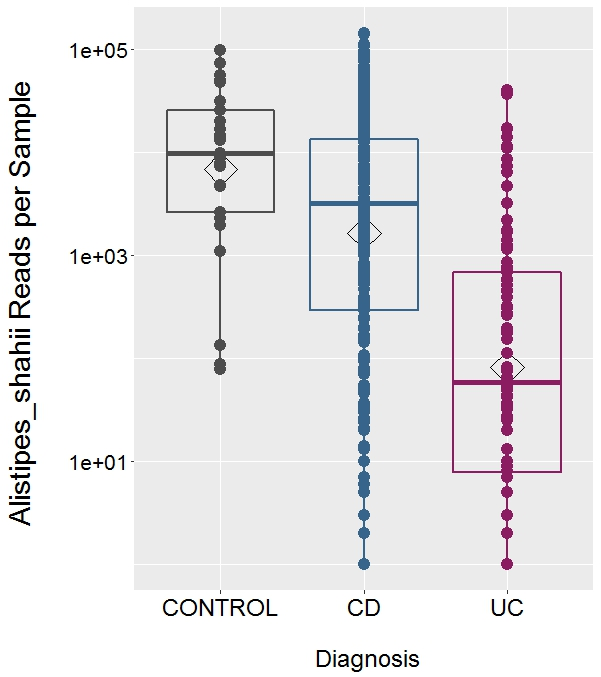 Alistipes_shahii Reads per Sample
1e+05
1e+03
1e+01
CONTROL CD UC
Diagnosis